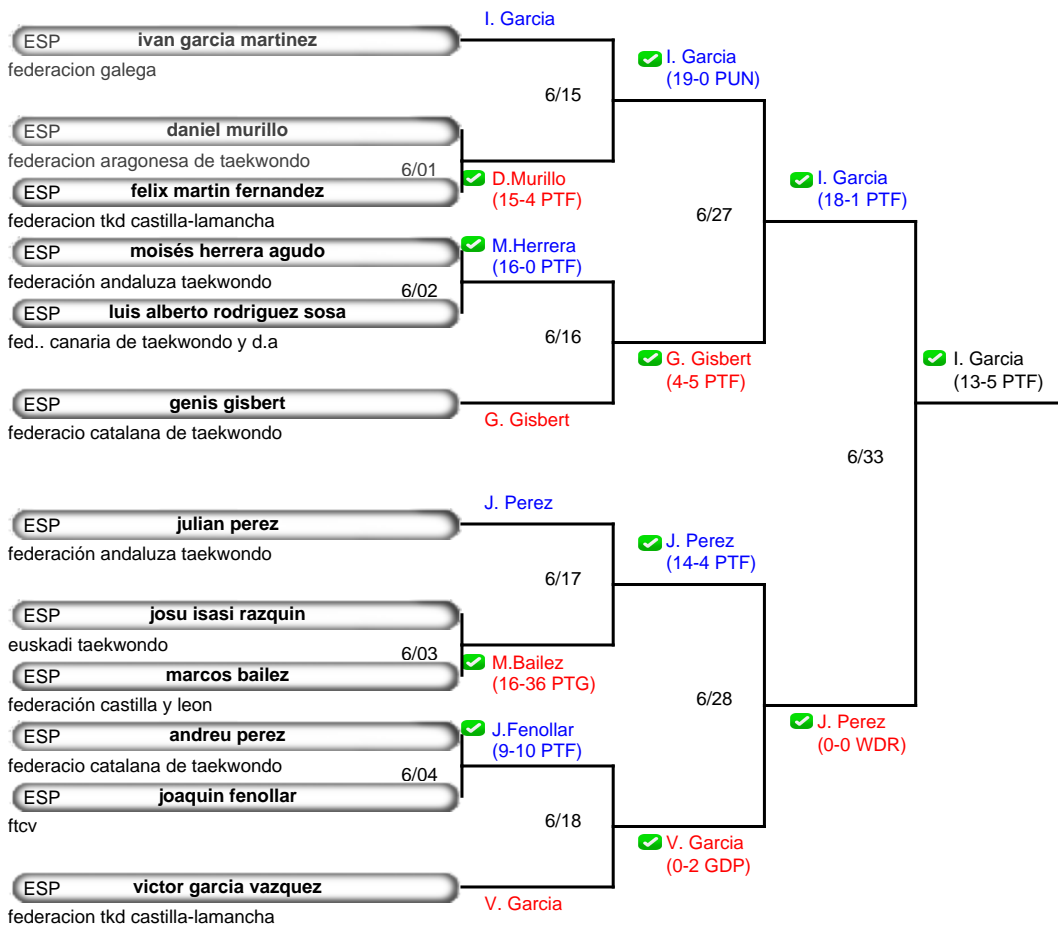 I. Garcia
ESP ivan garcia martinez
federacion galega
I. Garcia
(19-0 PUN)
6/15
ESP daniel murillo
federacion aragonesa de taekwondo
6/01
D.Murillo
(15-4 PTF)
ESP felix martin fernandez
federacion tkd castilla-lamancha
I. Garcia
(18-1 PTF)
6/27
ESP moisés herrera agudo
M.Herrera
(16-0 PTF)
federación andaluza taekwondo
6/02
ESP luis alberto rodriguez sosa
fed.. canaria de taekwondo y d.a
6/16
G. Gisbert
(4-5 PTF)
I. Garcia
(13-5 PTF)
ESP genis gisbert
G. Gisbert
federacio catalana de taekwondo
6/33
J. Perez
ESP julian perez
federación andaluza taekwondo
J. Perez
(14-4 PTF)
6/17
ESP josu isasi razquin
euskadi taekwondo
6/03
M.Bailez
(16-36 PTG)
ESP marcos bailez
federación castilla y leon
6/28
J. Perez
(0-0 WDR)
ESP andreu perez
J.Fenollar
(9-10 PTF)
federacio catalana de taekwondo
6/04
ESP joaquin fenollar
ftcv
6/18
V. Garcia
(0-2 GDP)
ESP victor garcia vazquez
V. Garcia
federacion tkd castilla-lamancha